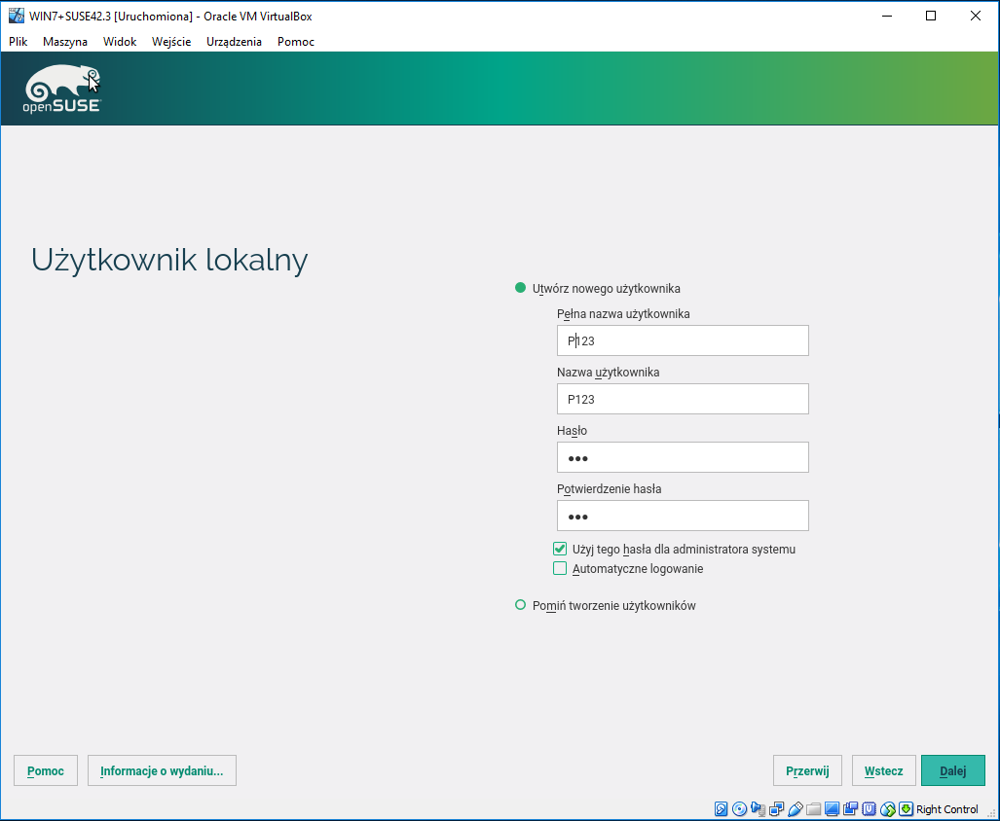 WIN7+SUSE42.3 [Uruchomiona] - Oracle VM VirtualBox
Plik Maszyna Widok Wejście Urządzenia Pomoc
openSUSE
Użytkownik lokalny
Utwórz nowego użytkownika
Pełna nazwa użytkownika
P123
Nazwa użytkownika
P123
Hasło
●●●
Potwierdzenie hasła
●●●
Użyj tego hasła dla administratora systemu
Automatyczne logowanie
Pomiń tworzenie użytkowników
Pomoc Informacje o wydaniu... Przerwij Wstecz Dalej
Right Control